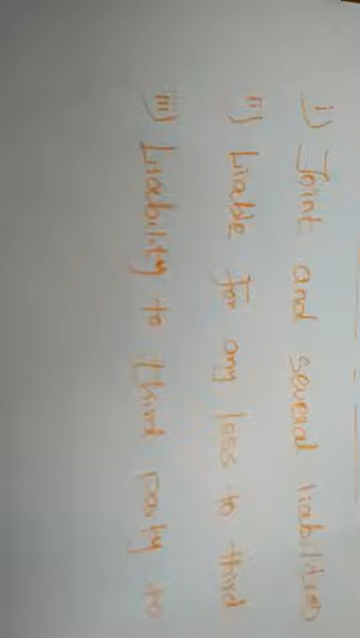 i) Joint and several liabilities
ii) Liable for any loss to third
iii) Liability to third party to